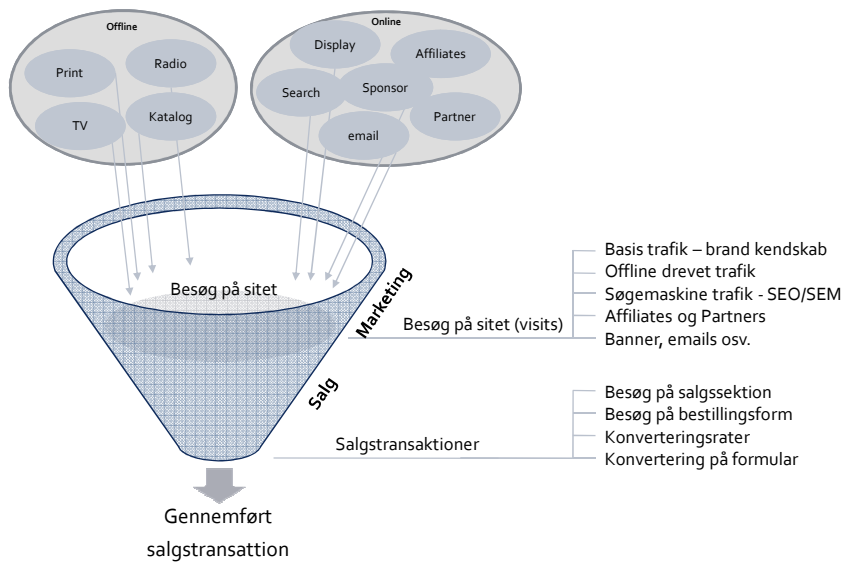 Offline
Print
Radio
TV
Katalog
Online
Display
Affiliates
Search
Sponsor
email
Partner
Besøg på sitet
Marketing
Salg
Besøg på sitet (visits)
Basis trafik – brand kendskab
Offline drevet trafik
Søgemaskine trafik - SEO/SEM
Affiliates og Partners
Banner, emails osv.
Salgstransaktioner
Besøg på salgssektion
Besøg på bestillingsform
Konverteringsrater
Konvertering på formular
Gennemført
salgstransattion